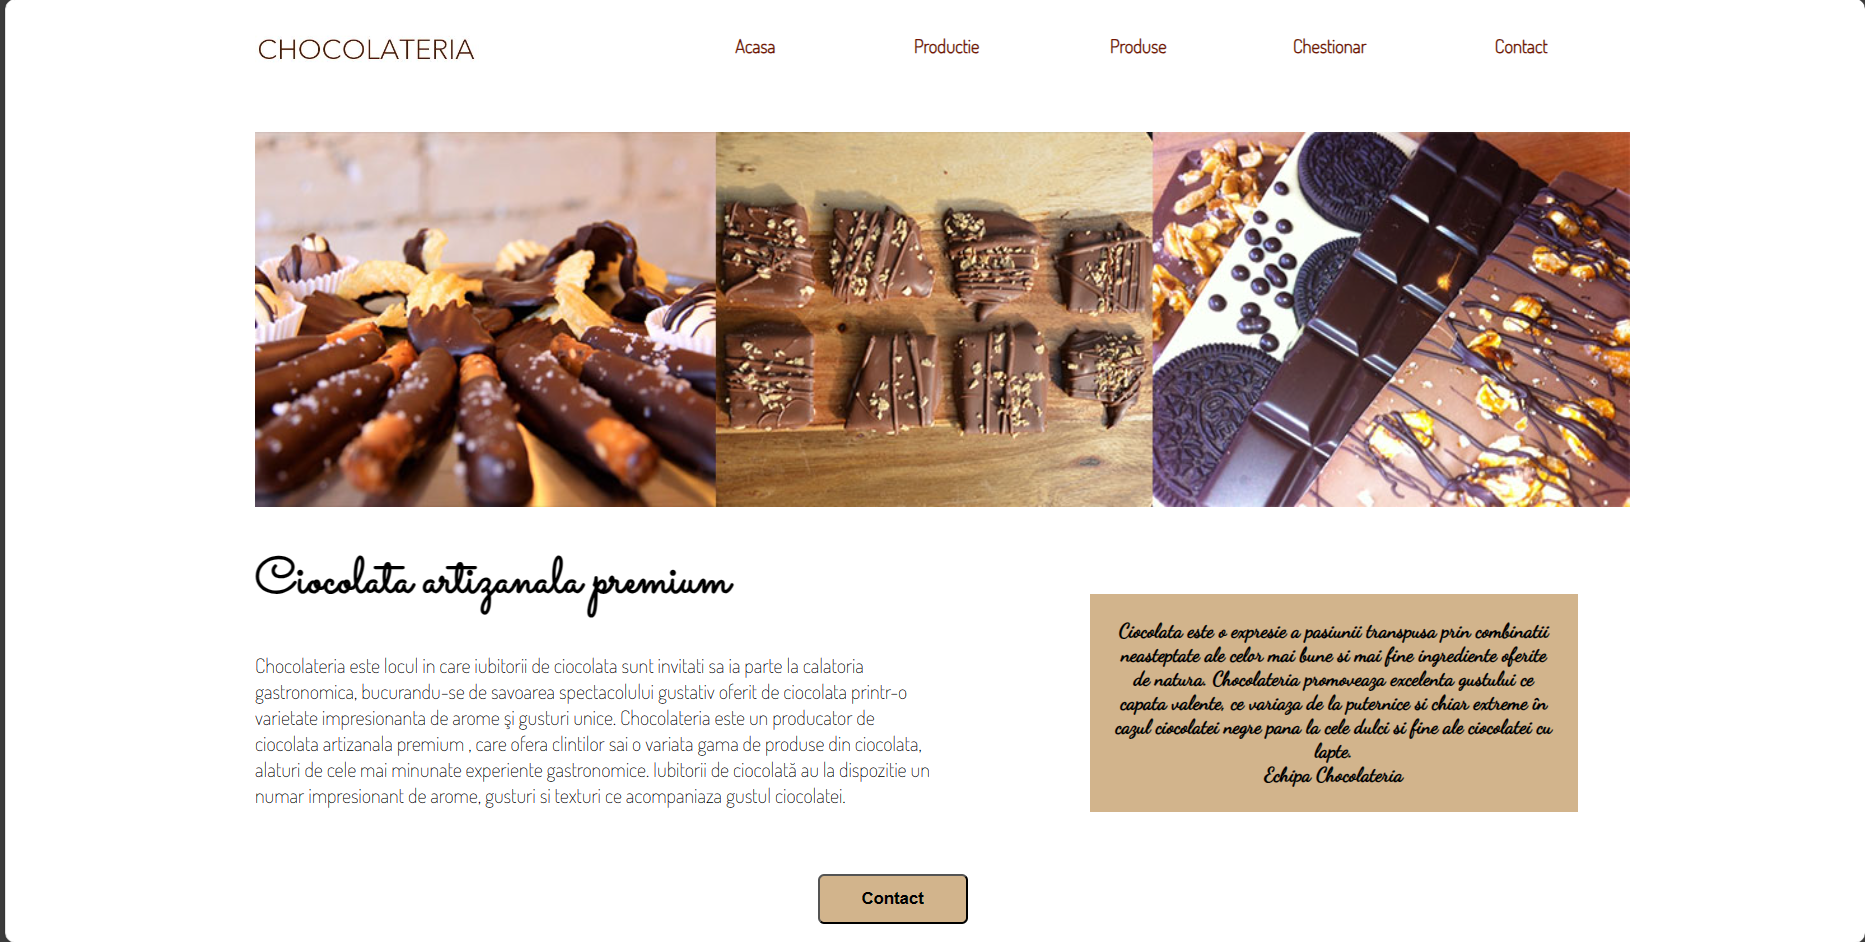 CHOCOLATERIA
Acasa
Productie
Produse
Chestionar
Contact
Ciocolata artizanala premium
Chocolateria este locul in care iubitorii de ciocolata sunt invitati sa ia parte la calatoria
gastronomica, bucurandu-se de savoarea spectacolului gustativ oferit de ciocolata printr-o
varietate impresionanta de arome şi gusturi unice. Chocolateria este un producator de
ciocolata artizanala premium , care ofera clintilor sai o variata gama de produse din ciocolata,
alaturi de cele mai minunate experiente gastronomice. Iubitorii de ciocolată au la dispozitie un
numar impresionant de arome, gusturi si texturi ce acompaniaza gustul ciocolatei.
Ciocolata este o expresie a pasiunii transpusa prin combinatii
neasteptate ale celor mai bune si mai fine ingrediente oferite
de natura. Chocolateria promoveaza excelenta gustului ce
capata valente, ce variaza de la puternice si chiar extreme în
cazul ciocolatei negre pana la cele dulci si fine ale ciocolatei cu
lapte.
Echipa Chocolateria
Contact